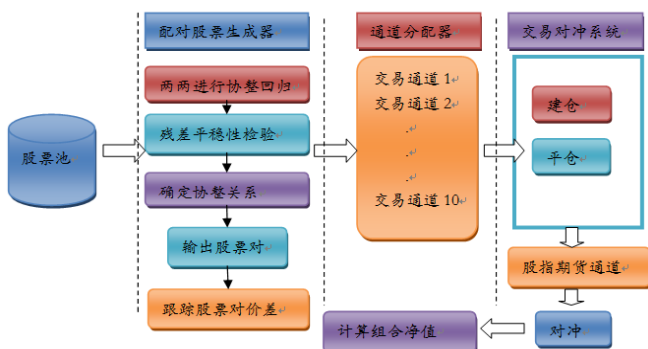 配对股票生成器
通道分配器
交易对冲系统
股票池
两两进行协整回归
残差平稳性检验
确定协整关系
输出股票对
跟踪股票对价差
交易通道 1
交易通道 2
.
.
.
交易通道 10
建仓
平仓
股指期货通道
对冲
计算组合净值